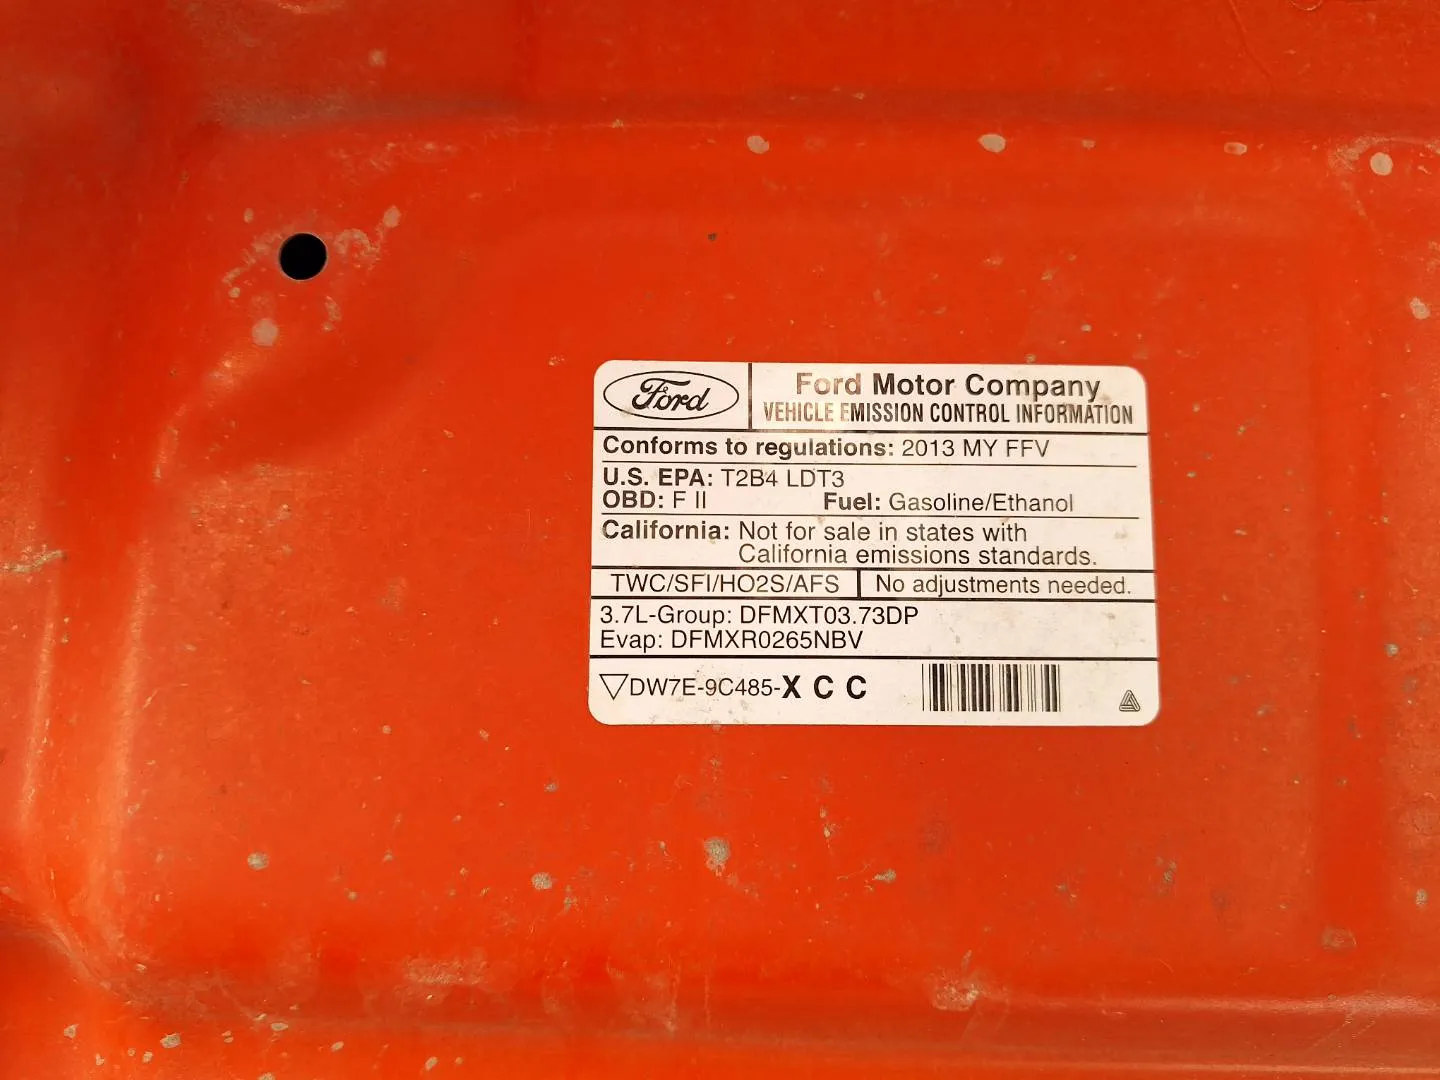 Ford
Ford Motor Company
VEHICLE EMISSION CONTROL INFORMATION
Conforms to regulations: 2013 MY FFV
U.S. EPA: T2B4 LDT3
OBD: F II Fuel: Gasoline/Ethanol
California: Not for sale in states with
California emissions standards.
TWC/SFI/HO2S/AFS No adjustments needed.
3.7L-Group: DFMXT03.73DP
Evap: DFMXR0265NBV
DW7E-9C485-X C C